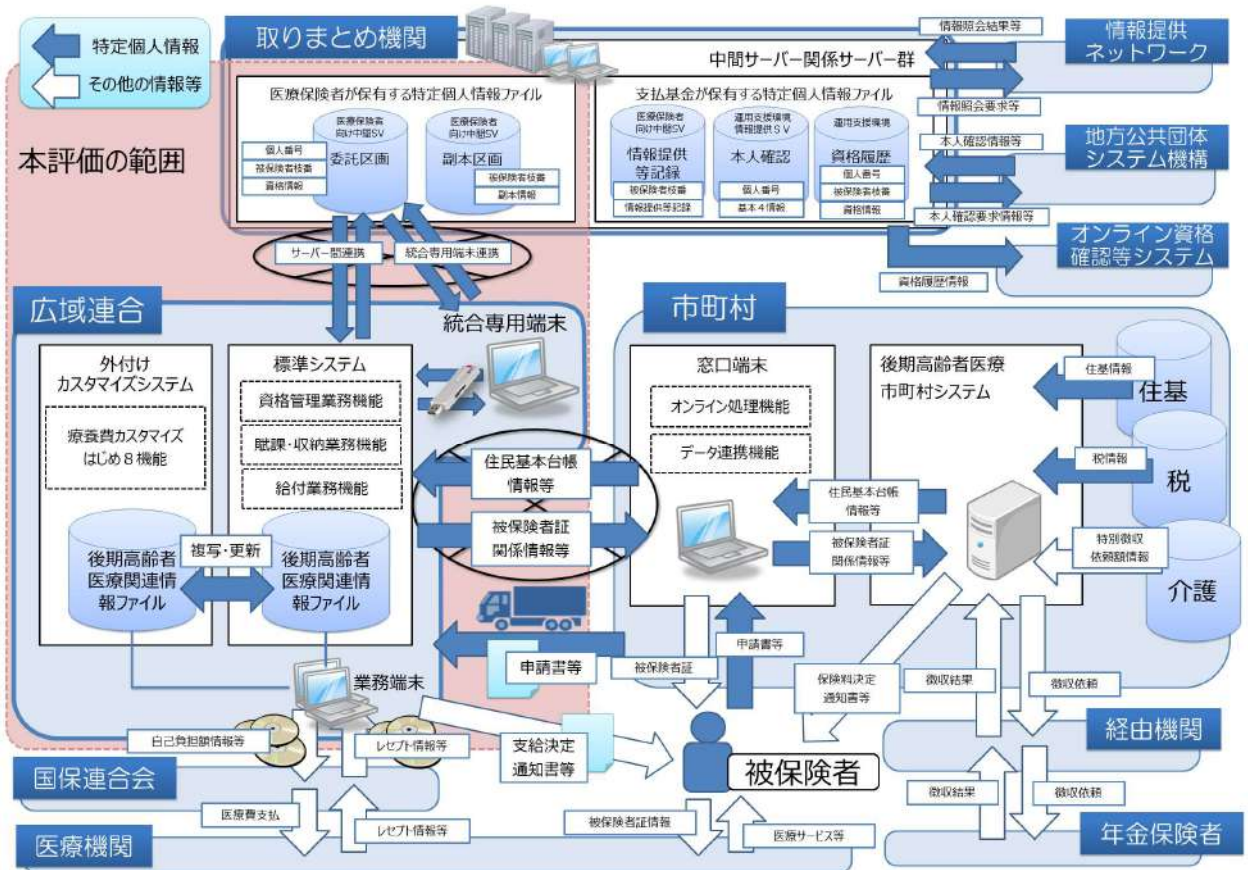 特定個人情報
その他の情報等
本評価の範囲
取りまとめ機関
中間サーバー関係サーバー群
医療保険者が保有する特定個人情報ファイル
医療保険者
向け中間SV
委託区画
個人番号
被保険者枝番
資格情報
医療保険者
向け中間SV
副本区画
被保険者枝番
副本情報
支払基金が保有する特定個人情報ファイル
医療保険者
向け中間SV
情報提供
等記録
被保険者枝番
情報提供等記録
運用支援環境
情報提供SV
本人確認
個人番号
基本4情報
運用支援環境
資格履歴
個人番号
被保険者枝番
資格情報
情報照会結果等
情報照会要求等
情報提供
ネットワーク
本人確認情報等
本人確認要求情報等
地方公共団体
システム機構
資格履歴情報
オンライン資格
確認等システム
サーバー間連携
統合専用端末連携
広域連合
統合専用端末
外付け
カスタマイズシステム
療養費カスタマイズ
はじめ8機能
後期高齢者
医療関連情
報ファイル
複写・更新
標準システム
資格管理業務機能
賦課・収納業務機能
給付業務機能
後期高齢者
医療関連情
報ファイル
住民基本台帳
情報等
被保険者証
関係情報等
市町村
窓口端末
オンライン処理機能
データ連携機能
後期高齢者医療
市町村システム
住民基本台帳
情報等
被保険者証
関係情報等
住基情報
住基
税情報
税
特別徴収
依頼額情報
介護
申請書等
被保険者証
申請書等
保険料決定
通知書等
徴収結果
徴収依頼
業務端末
自己負担額情報等
レセプト情報等
支給決定
通知書等
被保険者
経由機関
国保連合会
医療費支払
レセプト情報等
被保険者証情報
医療サービス等
徴収結果
徴収依頼
医療機関
年金保険者